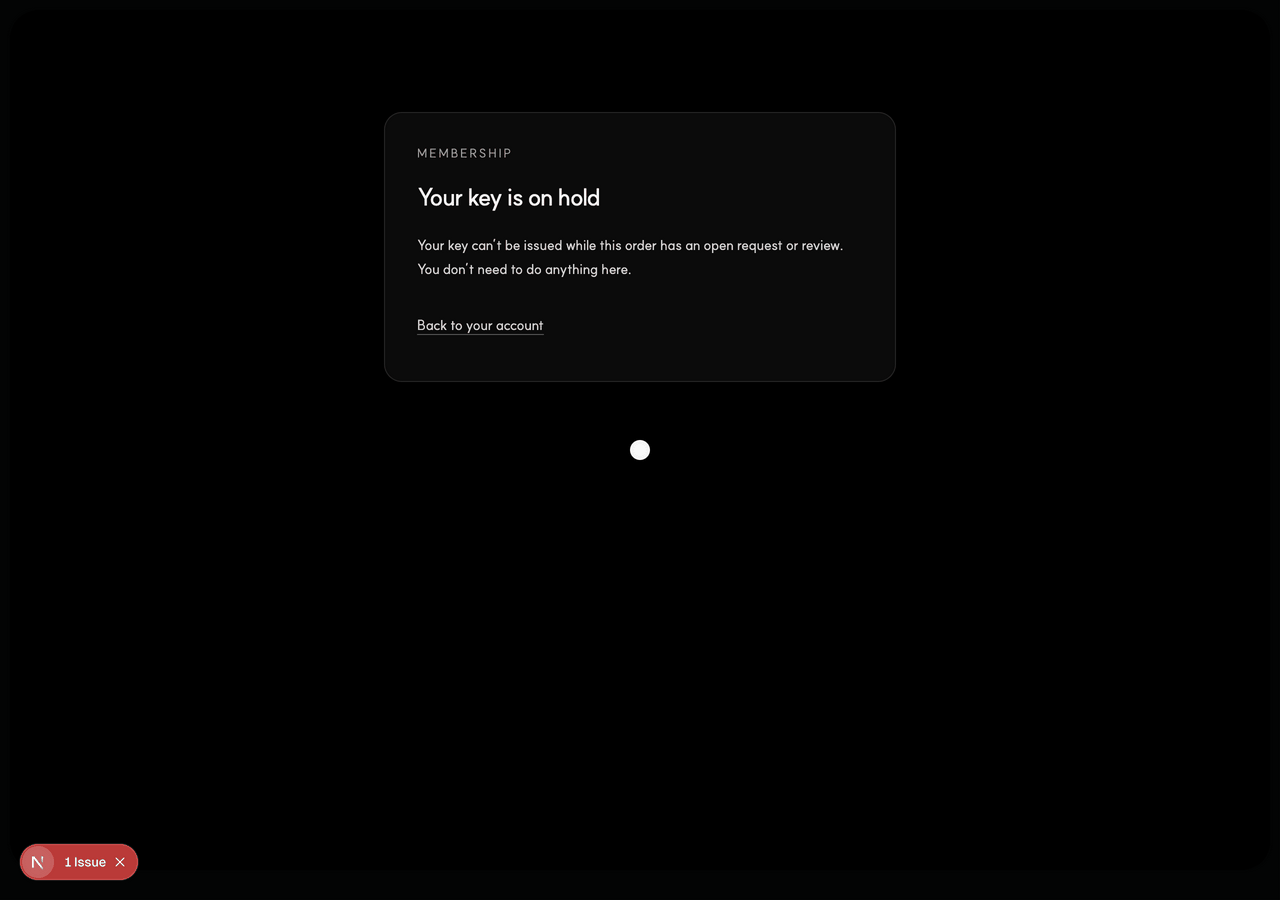 MEMBERSHIP
Your key is on hold
Your key can't be issued while this order has an open request or review.
You don't need to do anything here.
Back to your account
N 1 Issue